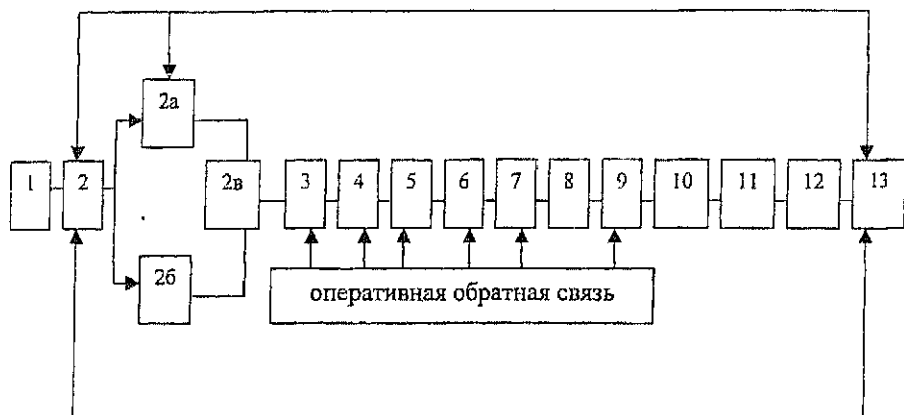 2а
1 2 2в 3 4 5 6 7 8 9 10 11 12 13
2б
оперативная обратная связь